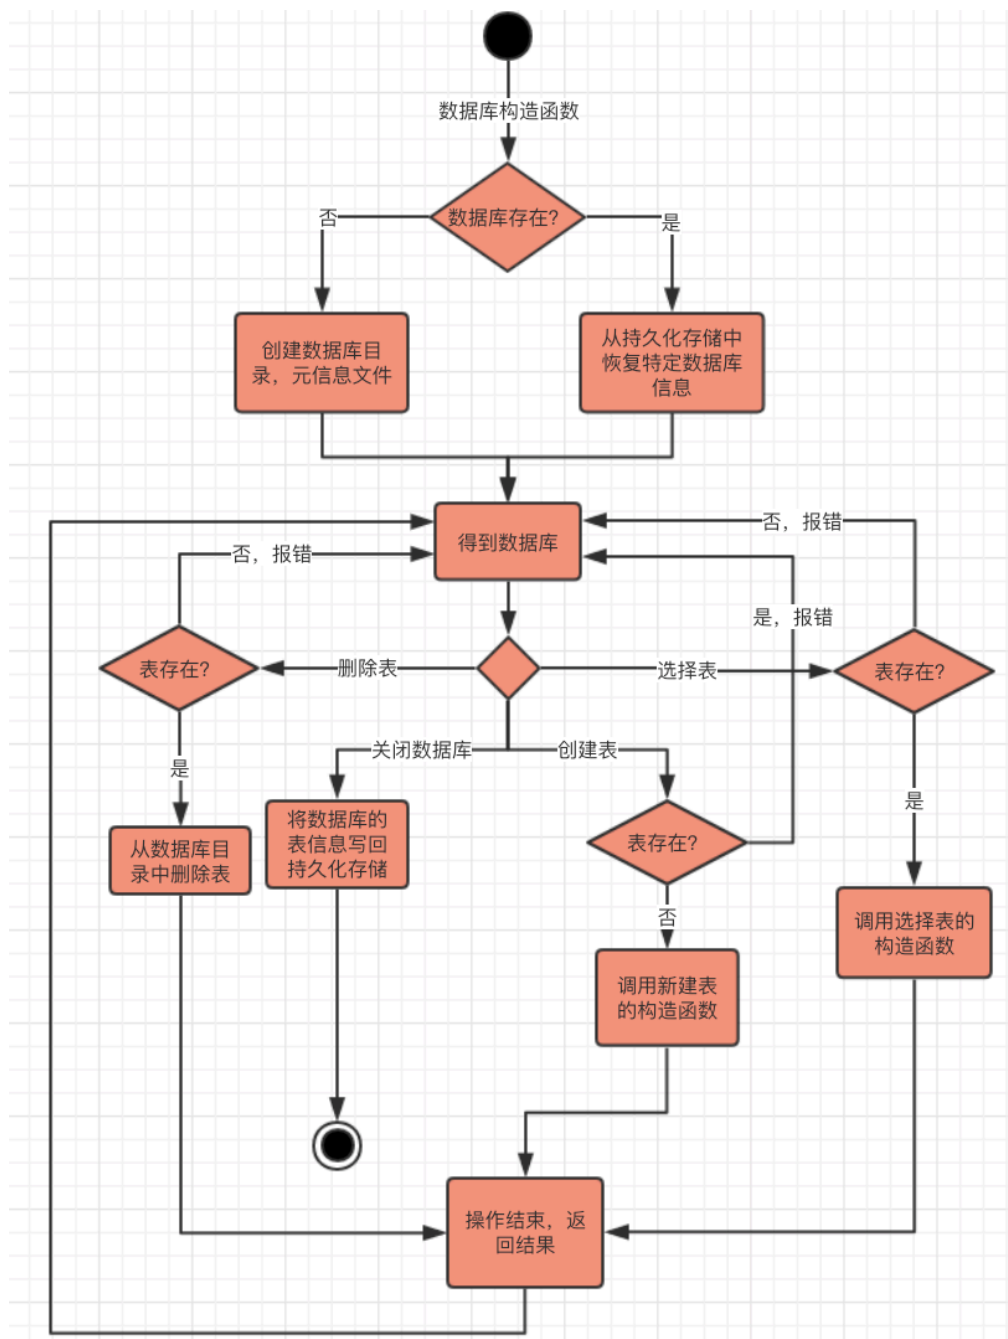 数据库构造函数
数据库存在?
否
是
创建数据库目
录，元信息文件
从持久化存储中
恢复特定数据库
信息
得到数据库
否，报错
否，报错
是，报错
表存在?
删除表
选择表
表存在?
关闭数据库
创建表
是
是
从数据库目
录中删除表
将数据库的
表信息写回
持久化存储
表存在?
否
调用选择表的
构造函数
调用新建表
的构造函数
操作结束，返
回结果